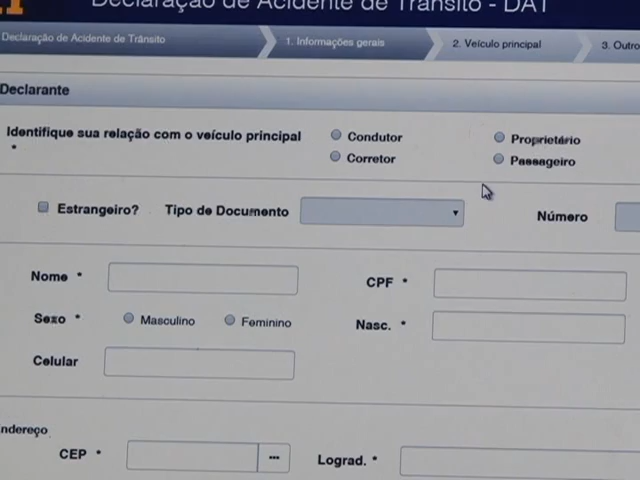 Declaração de Acidente de Trânsito - DAT
Declaração de Acidente de Trânsito
1. Informações gerais
2. Veículo principal
3. Outro
Declarante
Identifique sua relação com o veículo principal *
Condutor
Proprietário
Corretor
Passageiro
Estrangeiro? Tipo de Documento
Número
Nome *
CPF *
Sexo * Masculino Feminino
Nasc. *
Celular
ndereço
CEP * ...
Lograd. *